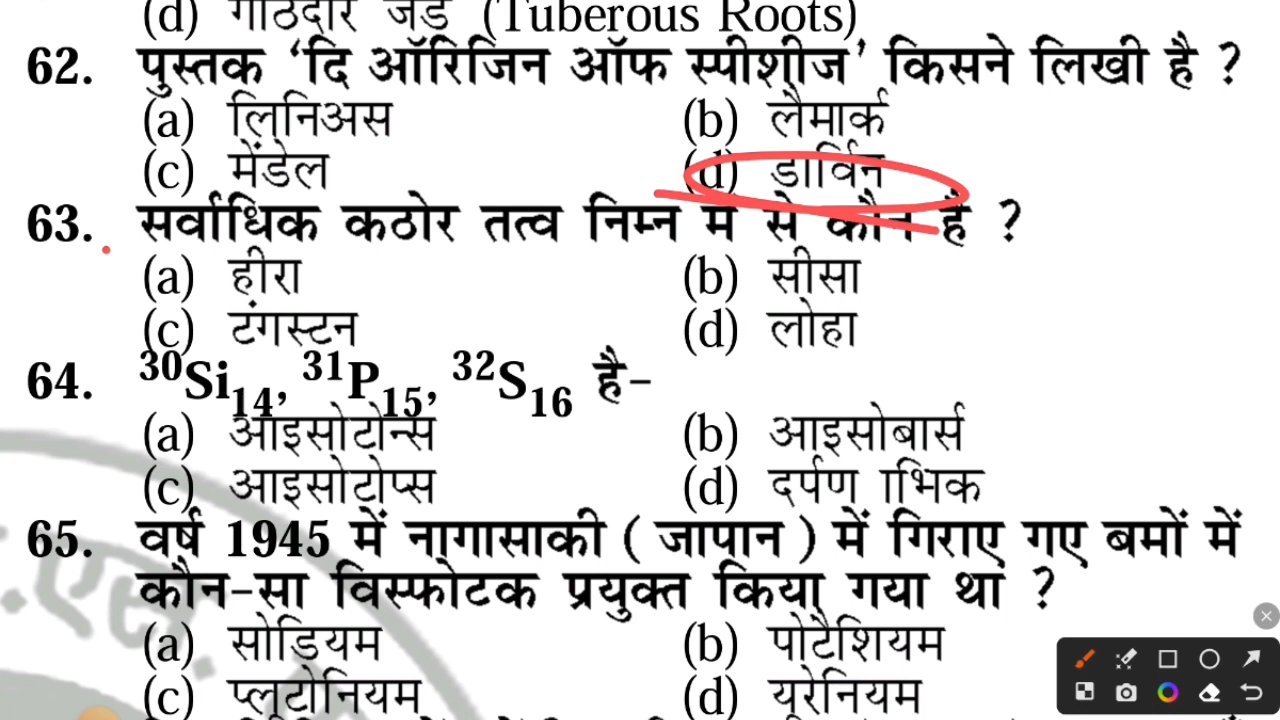 (d) गाँठदार जड़ (Tuberous Roots)
62. पुस्तक ‘दि ऑरिजिन ऑफ स्पीशीज’ किसने लिखी है ?
(a) लिनिअस (b) लैमार्क
(c) मेंडेल (d) डार्विन
63. सर्वाधिक कठोर तत्व निम्न में से कौन है ?
(a) हीरा (b) सीसा
(c) टंगस्टन (d) लोहा
64. ³⁰Si₁₄, ³¹P₁₅, ³²S₁₆ है-
(a) आइसोटोन्स (b) आइसोबार्स
(c) आइसोटोप्स (d) दर्पण ाभिक
65. वर्ष 1945 में नागासाकी ( जापान ) में गिराए गए बमों में
कौन-सा विस्फोटक प्रयुक्त किया गया था ?
(a) सोडियम (b) पोटैशियम
(c) प्लूटोनियम (d) यूरेनियम